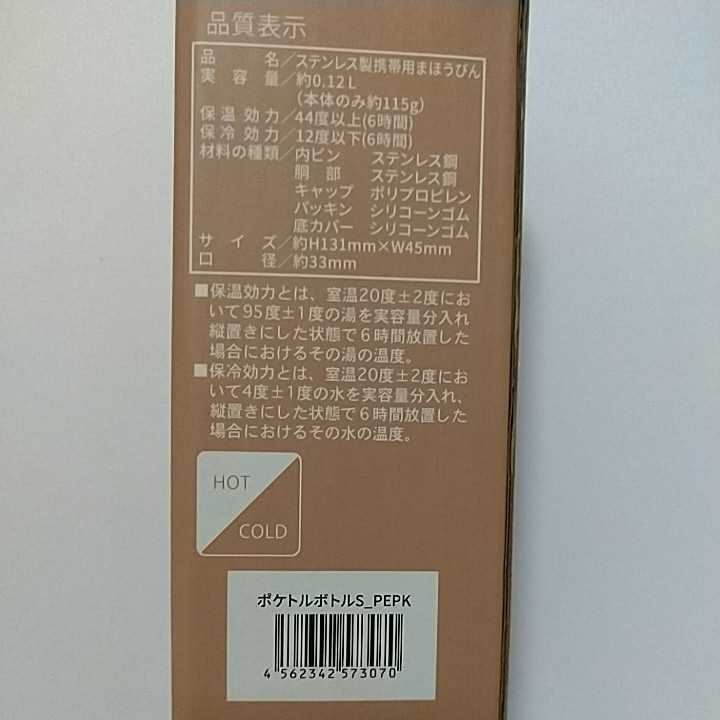 品質表示
品名／ステンレス製携帯用まほうびん
実容量／約0.12L
（本体のみ約115g）
保温効力／44度以上(6時間)
保冷効力／12度以下(6時間)
材料の種類／内ビン ステンレス鋼
胴部 ステンレス鋼
キャップ ポリプロピレン
パッキン シリコーンゴム
底カバー シリコーンゴム
サイズ／約H131mm×W45mm
口径／約33mm
■保温効力とは、室温20度±2度にお
いて95度±1度の湯を実容量分入れ
縦置きにした状態で6時間放置した
場合におけるその湯の温度。
■保冷効力とは、室温20度±2度にお
いて4度±1度の水を実容量分入れ、
縦置きにした状態で6時間放置した
場合におけるその水の温度。
HOT
COLD
ポケトルボトルS_PEPK
4 562342 573070